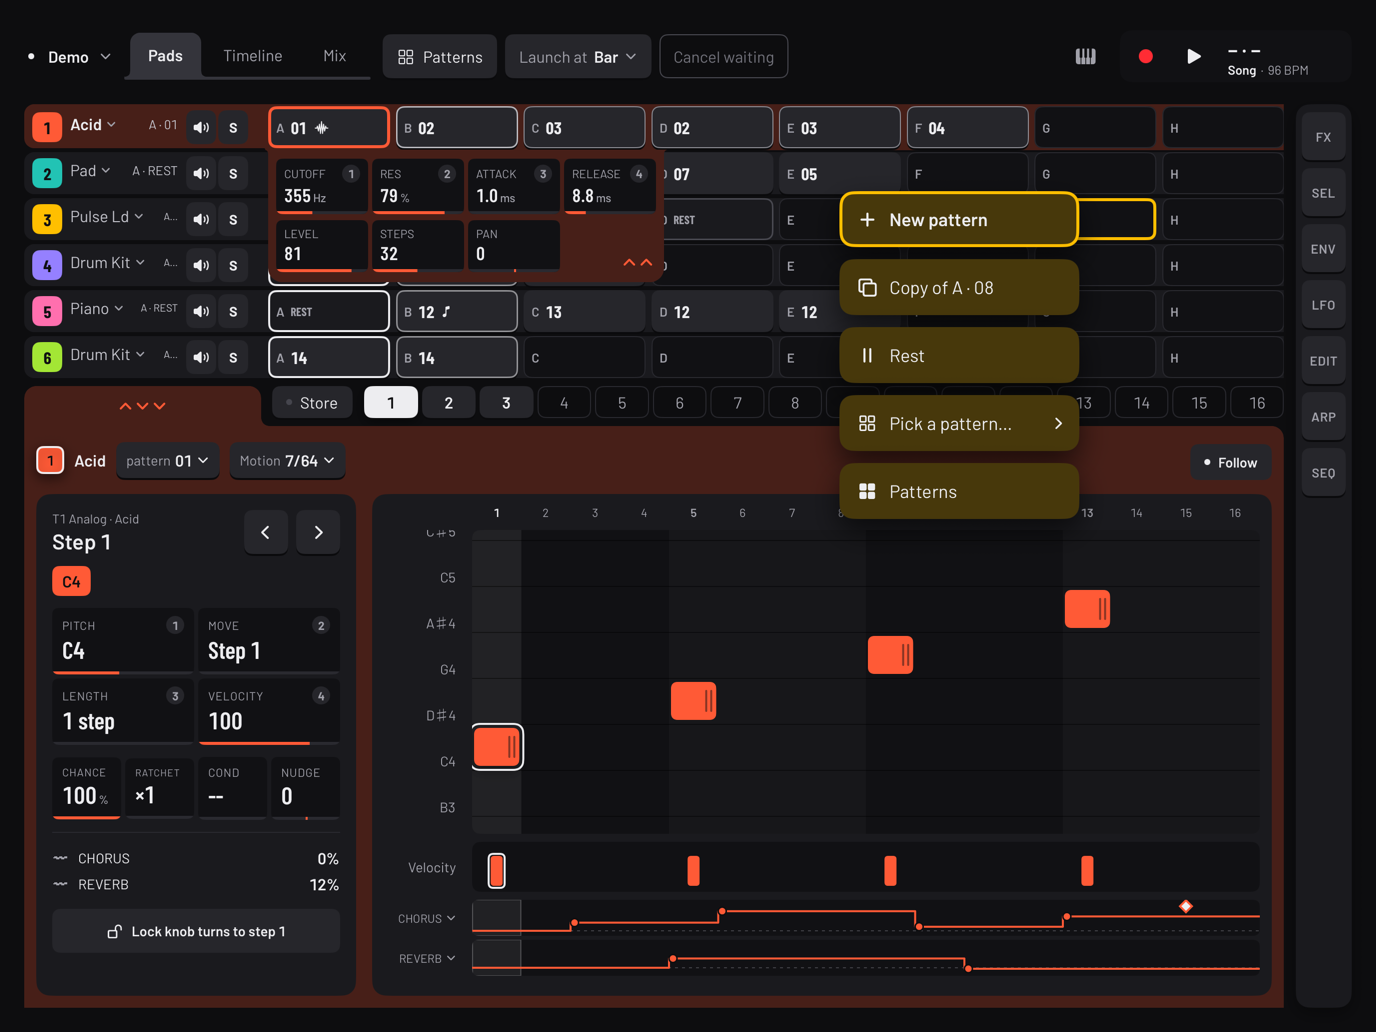 Demo
Pads
Timeline
Mix
Patterns
Launch at Bar
Cancel waiting
Song · 96 BPM
1 Acid A · 01 S
A 01
B 02
C 03
D 02
E 03
F 04
G
H
2 Pad A · REST S
07
E 05
F
G
H
CUTOFF 1
355 Hz
RES 2
79 %
ATTACK 3
1.0 ms
RELEASE 4
8.8 ms
LEVEL
81
STEPS
32
PAN
0
3 Pulse Ld A... S
REST
E
H
4 Drum Kit A... S
E
H
5 Piano A · REST S
A REST
B 12
C 13
D 12
E 12
H
6 Drum Kit A... S
A 14
B 14
C
D
E
H
New pattern
Copy of A · 08
Rest
Pick a pattern...
Patterns
Store
1 2 3 4 5 6 7 8 13 14 15 16
FX
SEL
ENV
LFO
EDIT
ARP
SEQ
1 Acid
pattern 01
Motion 7/64
Follow
T1 Analog · Acid
Step 1
C4
PITCH 1
C4
MOVE 2
Step 1
LENGTH 3
1 step
VELOCITY 4
100
CHANCE
100 %
RATCHET
×1
COND
--
NUDGE
0
CHORUS 0%
REVERB 12%
Lock knob turns to step 1
1 2 3 4 5 6 7 8 13 14 15 16
C♯5
C5
A♯4
G4
D♯4
C4
B3
Velocity
CHORUS
REVERB